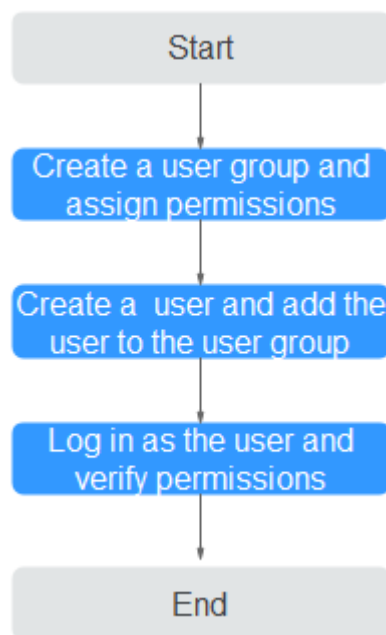 Start
Create a user group and
assign permissions
Create a  user and add the
user to the user group
Log in as the user and
verify permissions
End